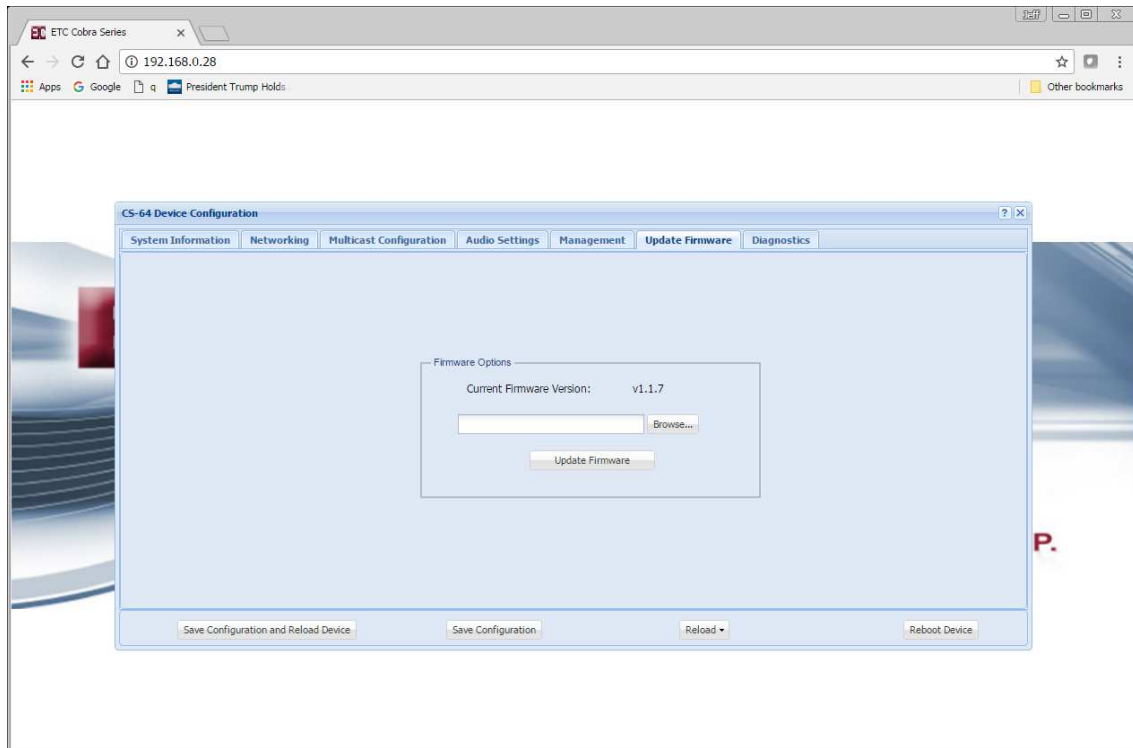 Jeff
ETC Cobra Series
192.168.0.28
Apps Google q President Trump Holds Other bookmarks
CS-64 Device Configuration
System Information Networking Multicast Configuration Audio Settings Management Update Firmware Diagnostics
Firmware Options
Current Firmware Version: v1.1.7
Browse...
Update Firmware
P.
Save Configuration and Reload Device Save Configuration Reload Reboot Device